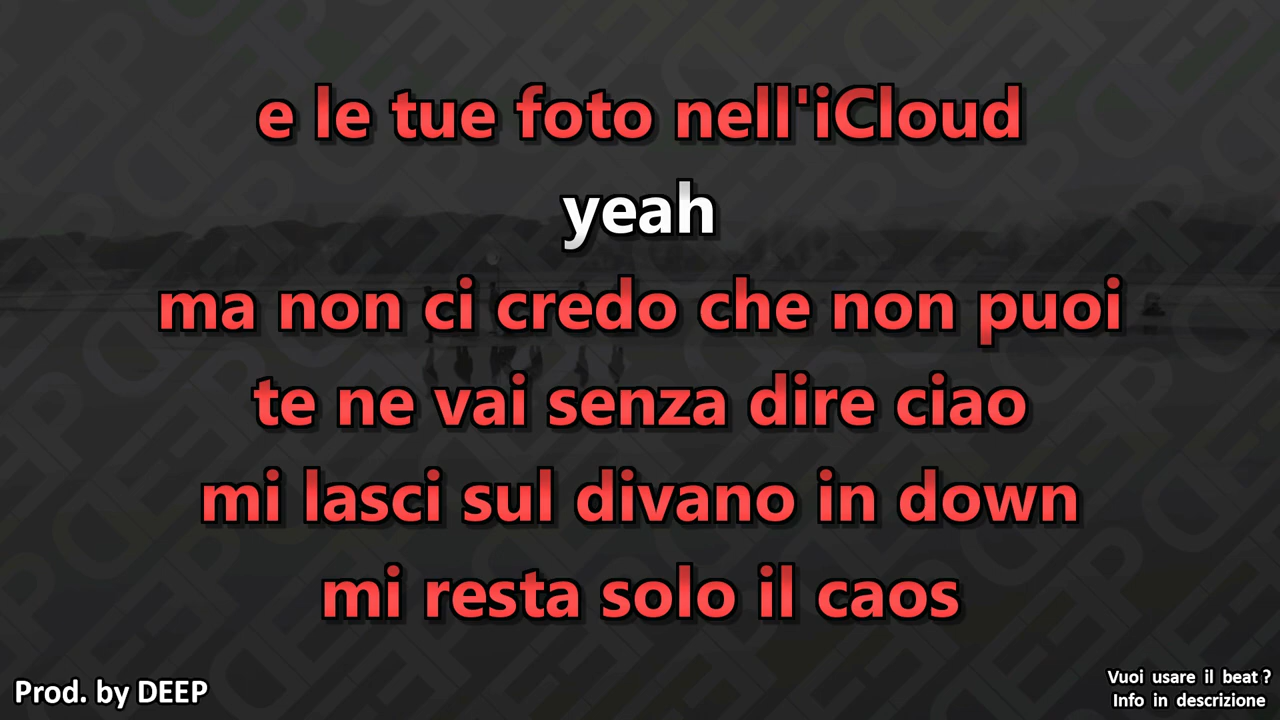 e le tue foto nell'iCloud
yeah
ma non ci credo che non puoi
te ne vai senza dire ciao
mi lasci sul divano in down
mi resta solo il caos
Prod. by DEEP
Vuoi usare il beat ?
Info in descrizione